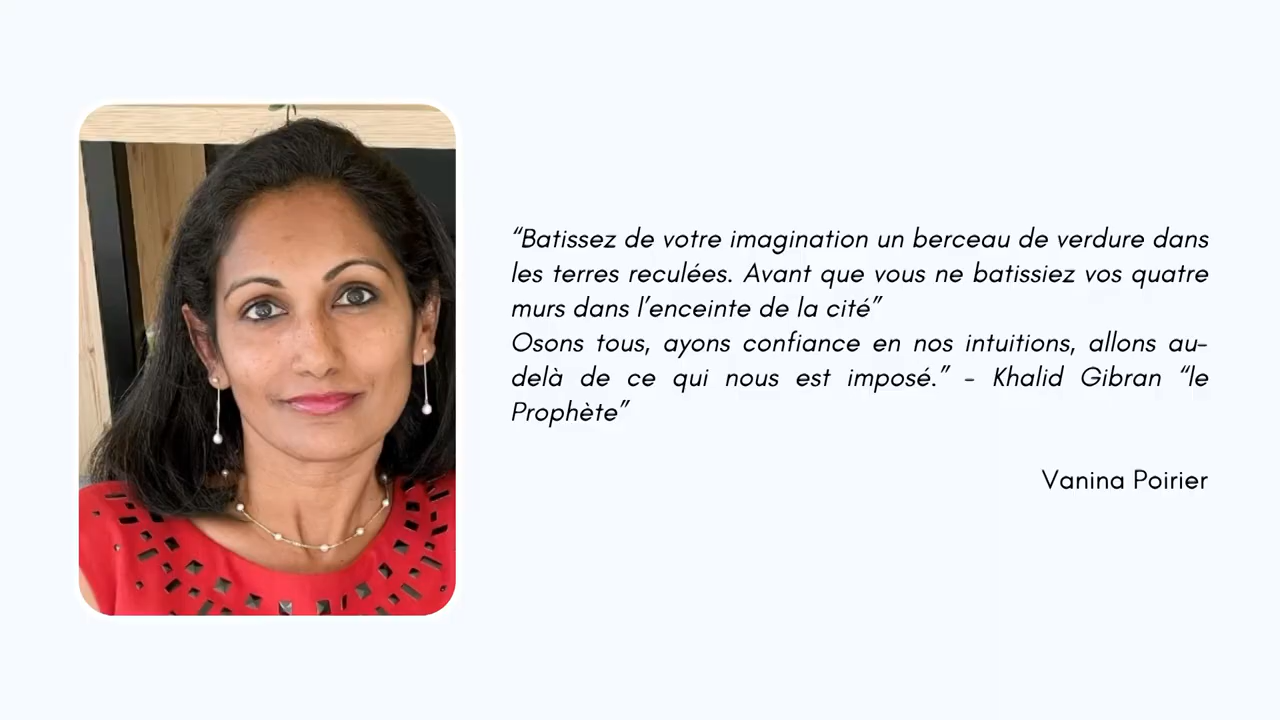 “Batissez de votre imagination un berceau de verdure dans
les terres reculées. Avant que vous ne batissiez vos quatre
murs dans l’enceinte de la cité”
Osons tous, ayons confiance en nos intuitions, allons au-
delà de ce qui nous est imposé.” - Khalid Gibran “le
Prophète”
Vanina Poirier